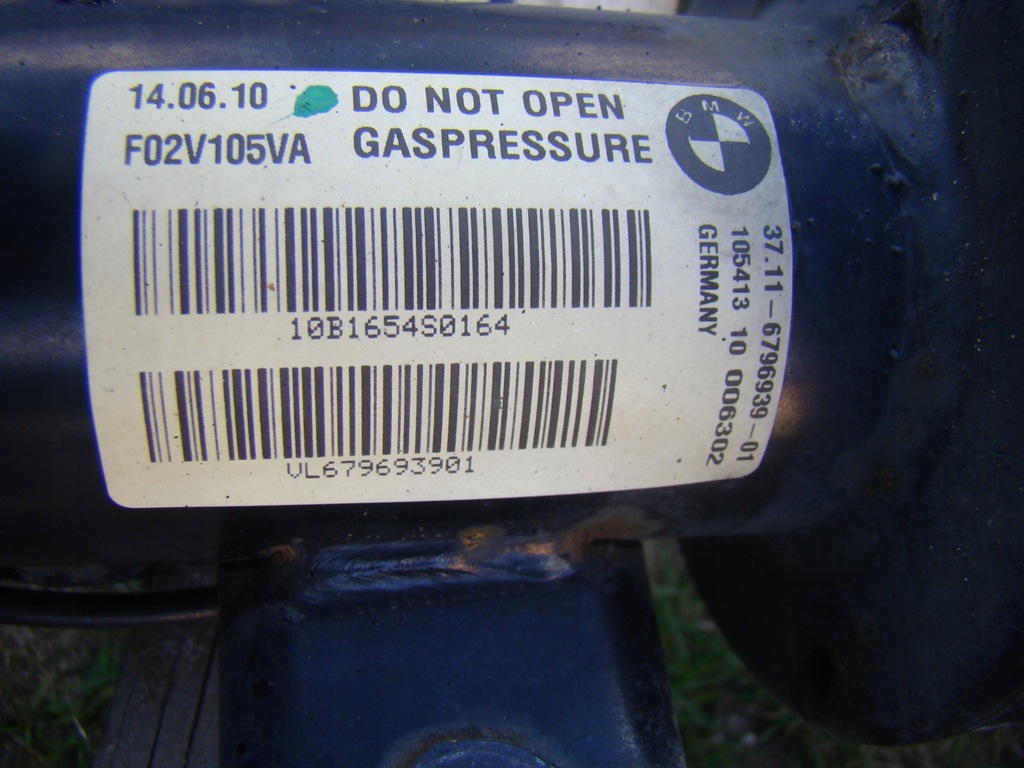 14.06.10 DO NOT OPEN
F02V105VA GASPRESSURE
BMW
10B1654S0164
VL679693901
37.11-6796939-01
105413 10 006302
GERMANY